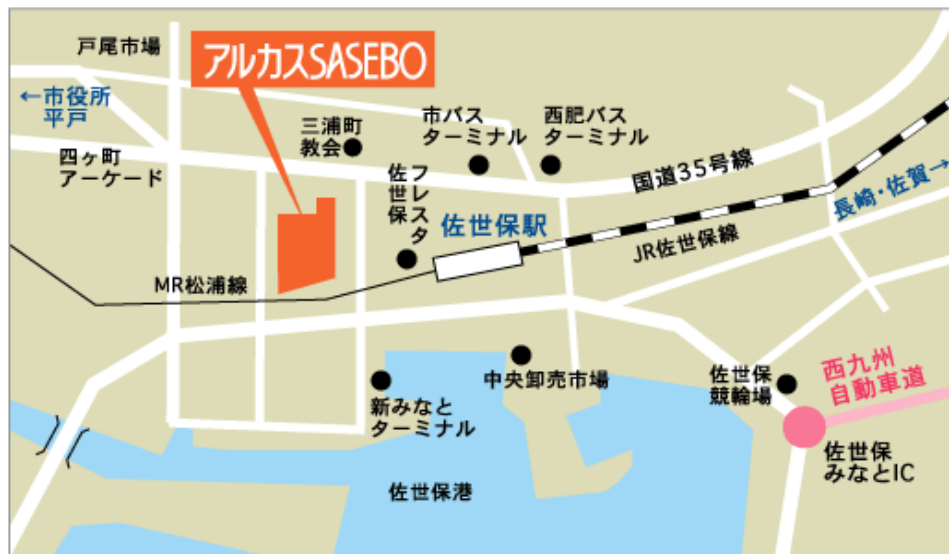 戸尾市場
アルカスSASEBO
←市役所
平戸
三浦町
教会
市バス
ターミナル
西肥バス
ターミナル
四ヶ町
アーケード
フレスタ
佐世保
国道35号線
長崎・佐賀→
佐世保駅
JR佐世保線
MR松浦線
中央卸売市場
新みなと
ターミナル
佐世保
競輪場
西九州
自動車道
佐世保
みなとIC
佐世保港